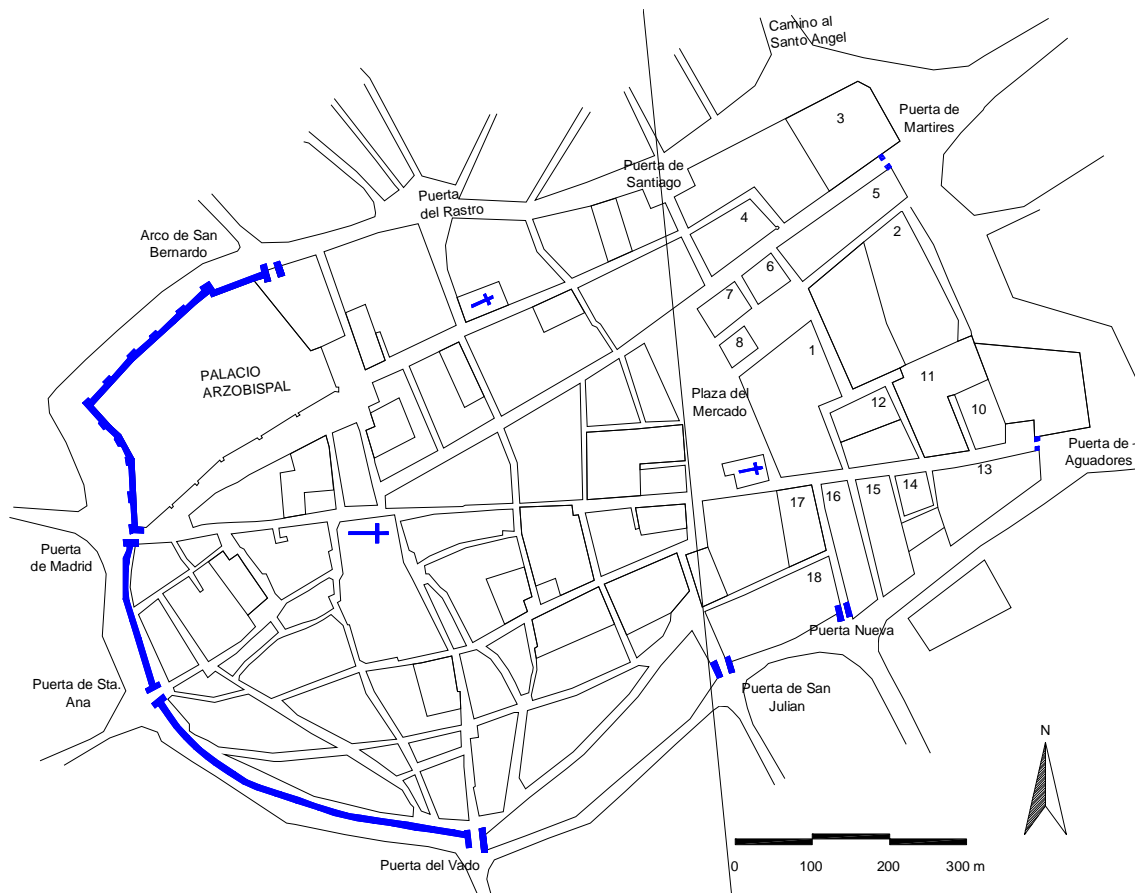 Camino al
Santo Angel
3
Puerta de
Martires
Puerta de
Santiago
5
Puerta
del Rastro
4
2
Arco de San
Bernardo
6
7
8
1
PALACIO
ARZOBISPAL
11
Plaza del
Mercado
12
10
Puerta de -
Aguadores
13
17
16
15
14
Puerta
de Madrid
18
Puerta Nueva
Puerta de Sta.
Ana
Puerta de San
Julian
N
Puerta del Vado
0
100
200
300 m